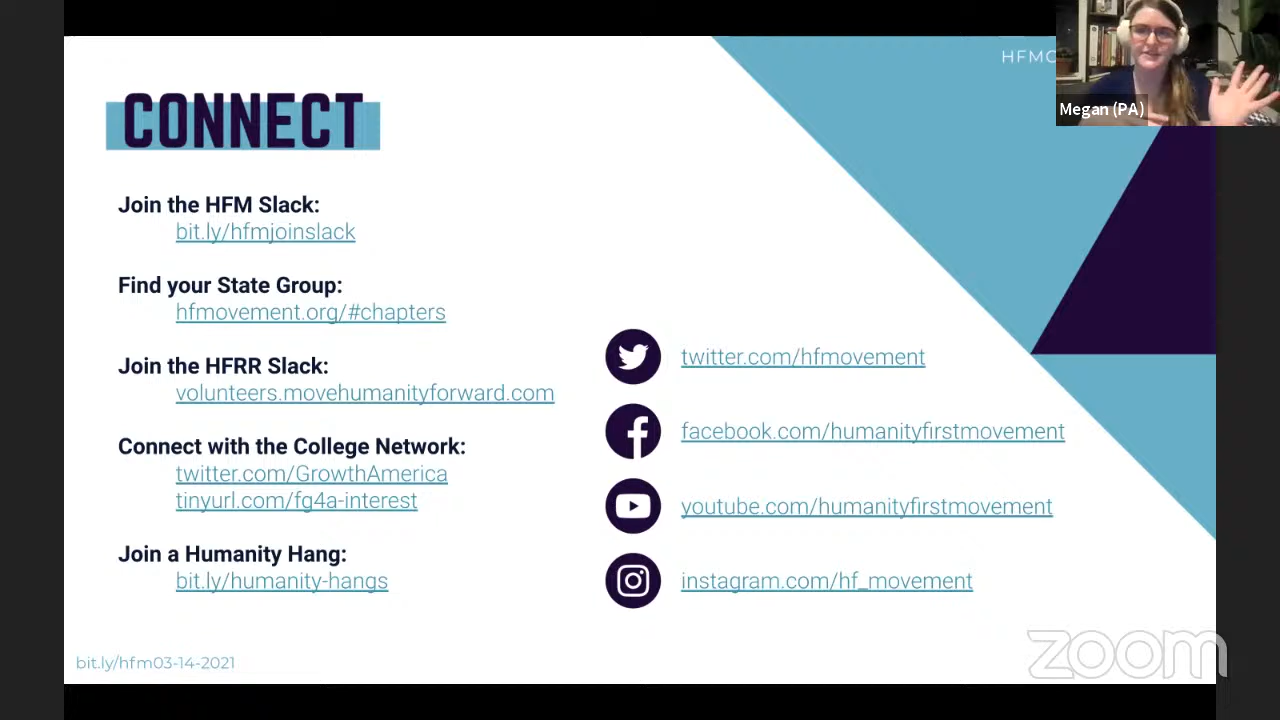 HFMC
Megan (PA)
CONNECT
Join the HFM Slack:
bit.ly/hfmjoinslack
Find your State Group:
hfmovement.org/#chapters
Join the HFRR Slack:
volunteers.movehumanityforward.com
Connect with the College Network:
twitter.com/GrowthAmerica
tinyurl.com/fg4a-interest
Join a Humanity Hang:
bit.ly/humanity-hangs
twitter.com/hfmovement
facebook.com/humanityfirstmovement
youtube.com/humanityfirstmovement
instagram.com/hf_movement
bit.ly/hfm03-14-2021
zoom